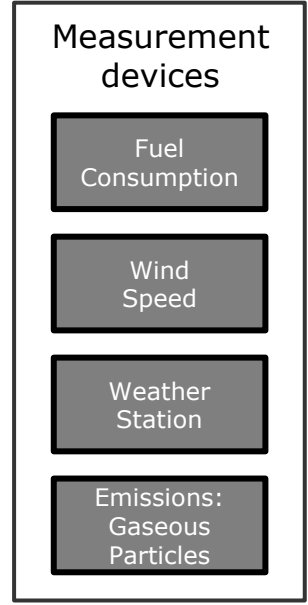 Measurement
devices
Fuel
Consumption
Wind
Speed
Weather
Station
Emissions:
Gaseous
Particles